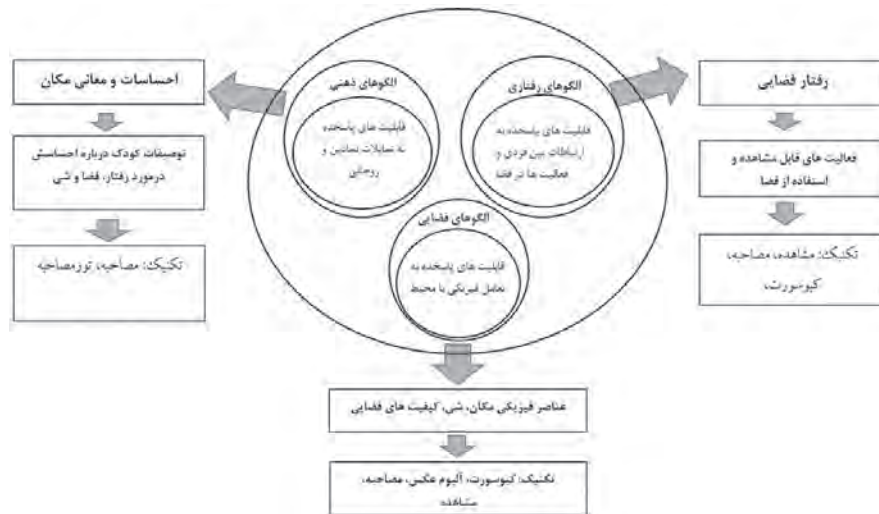 رفتار فضایی
فعالیت های قابل مشاهده و
استفاده از فضا
تکنیک: مشاهده، مصاحبه،
کیوسورت،
الگوهای رفتاری
قابلیت های پاسخده به
ارتباطات بین فردی و
فعالیت ها در فضا
الگوهای ذهنی
قابلیت های پاسخده
به تمایلات نمادین و
روحانی
الگوهای فضایی
قابلیت های پاسخده به
تعامل فیزیکی با محیط
احساسات و معانی مکان
توصیفات کودک درباره احساسش
درمورد رفتار، فضا و شی
تکنیک: مصاحبه، تورمصاحبه
عناصر فیزیکی مکان، شی، کیفیت های فضایی
تکنیک: کیوسورت، آلبوم عکس، مصاحبه،
مشاهده